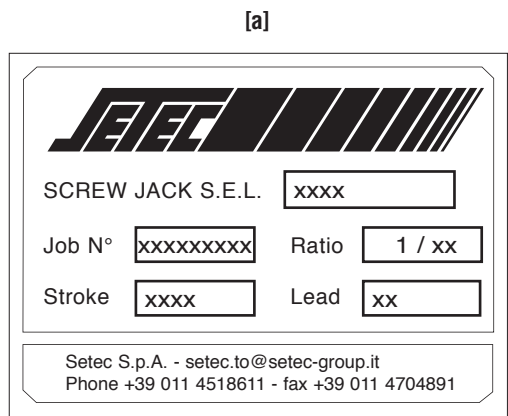 [a]
SETEC
SCREW JACK S.E.L. xxxx
Job N° xxxxxxxxx Ratio 1 / xx
Stroke xxxx Lead xx
Setec S.p.A. - setec.to@setec-group.it
Phone +39 011 4518611 - fax +39 011 4704891